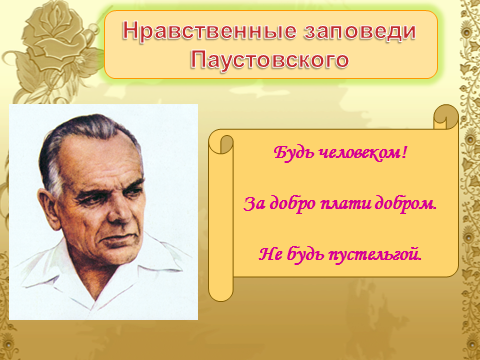 Нравственные заповеди
Паустовского
Будь человеком!
За добро плати добром.
Не будь пустельгой.